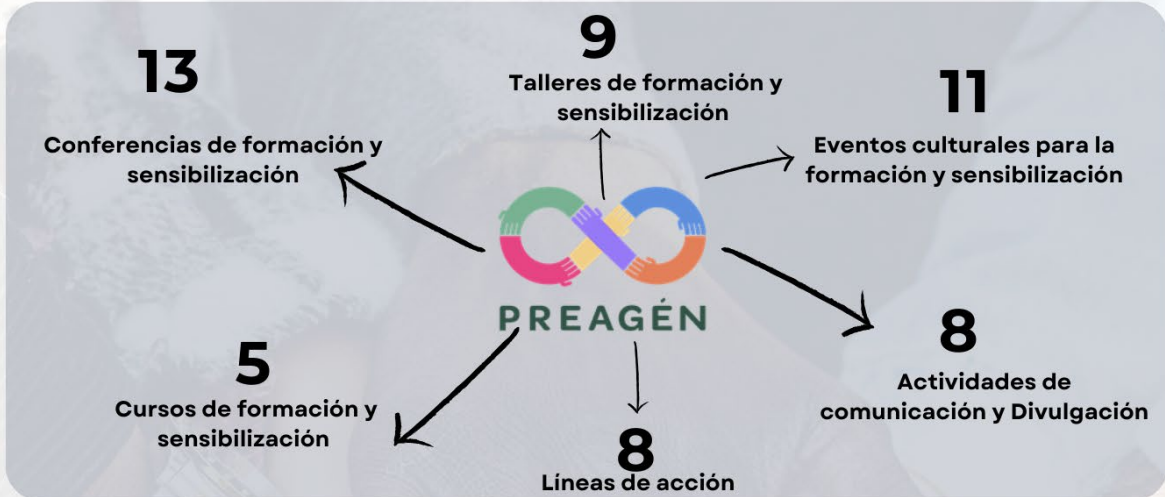 13
Conferencias de formación y
sensibilización
9
Talleres de formación y
sensibilización
11
Eventos culturales para la
formación y sensibilización
PREAGÉN
5
Cursos de formación y
sensibilización
8
Líneas de acción
8
Actividades de
comunicación y Divulgación